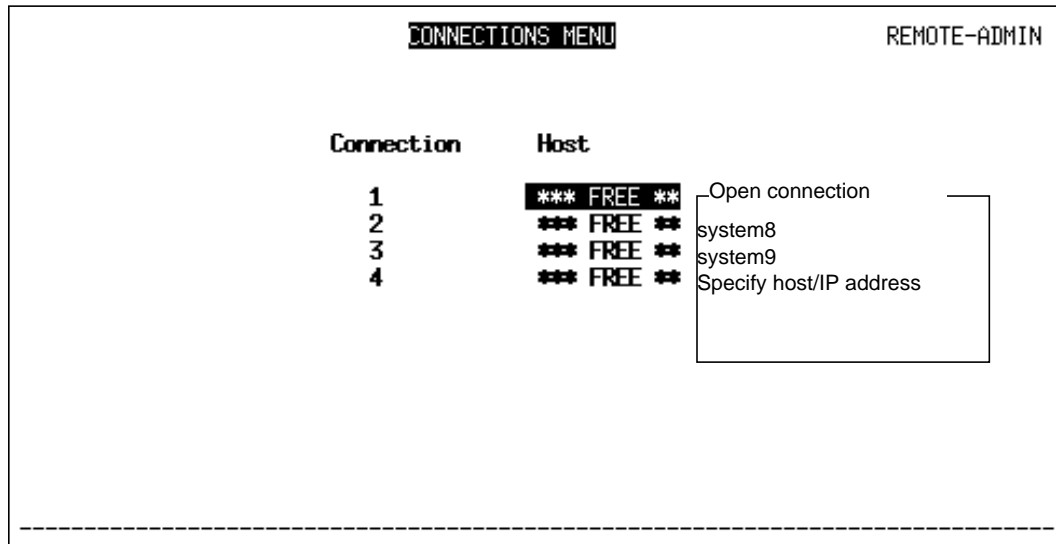 CONNECTIONS MENU REMOTE-ADMIN
Connection Host
1 *** FREE ** Open connection
2 *** FREE ** system8
3 *** FREE ** system9
4 *** FREE ** Specify host/IP address